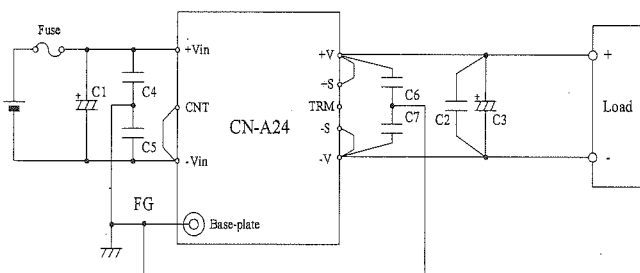 Fuse
+Vin
+V
+S
C1
C4
C6
+
CNT
TRM
C7
C2
C3
Load
CN-A24
C5
-S
-Vin
-V
-
FG
Base-plate
+
+